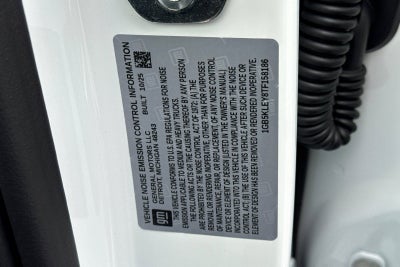 VEHICLE NOISE EMISSION CONTROL INFORMATION
GENERAL MOTORS LLC
DETROIT, MICHIGAN 48243
BUILT 10/25
gm
THIS VEHICLE CONFORMS TO U.S. EPA REGULATIONS FOR NOISE
EMISSION APPLICABLE TO MEDIUM AND HEAVY TRUCKS.
THE FOLLOWING ACTS OR THE CAUSING THEREOF BY ANY PERSON
ARE PROHIBITED BY THE NOISE CONTROL ACT OF 1972: (1) THE
REMOVAL OR RENDERING INOPERATIVE, OTHER THAN FOR PURPOSES
OF MAINTENANCE, REPAIR, OR REPLACEMENT, OF ANY NOISE CONTROL
DEVICE OR ELEMENT OF DESIGN (LISTED IN THE OWNER'S MANUAL)
INCORPORATED INTO THIS VEHICLE IN COMPLIANCE WITH THE NOISE
CONTROL ACT; (2) THE USE OF THIS VEHICLE AFTER SUCH DEVICE OR
ELEMENT OF DESIGN HAS BEEN REMOVED OR RENDERED INOPERATIVE.
1GB5KLEY8TF158186